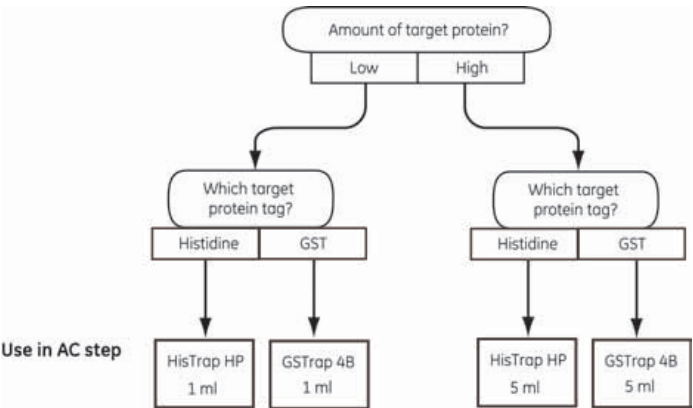 Amount of target protein?
Low High
Which target
protein tag?
Histidine GST
Which target
protein tag?
Histidine GST
Use in AC step
HisTrap HP
1 ml
GSTrap 4B
1 ml
HisTrap HP
5 ml
GSTrap 4B
5 ml